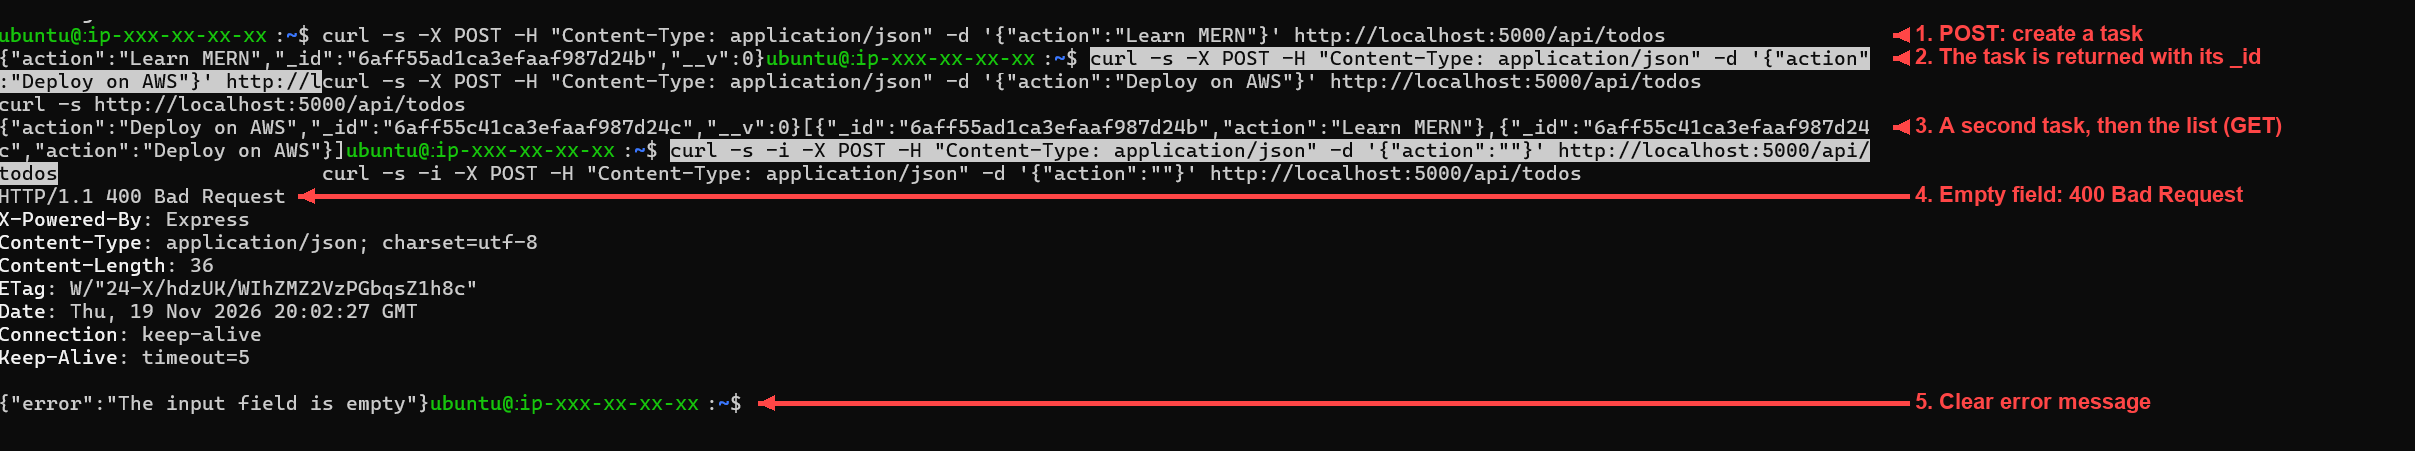 ubuntu@:ip-xxx-xx-xx-xx :~$ curl -s -X POST -H "Content-Type: application/json" -d '{"action":"Learn MERN"}' http://localhost:5000/api/todos
1. POST: create a task
{"action":"Learn MERN","_id":"6aff55ad1ca3efaaf987d24b","__v":0}ubuntu@:ip-xxx-xx-xx-xx :~$ curl -s -X POST -H "Content-Type: application/json" -d '{"action"
2. The task is returned with its _id
:"Deploy on AWS"}' http://lcurl -s -X POST -H "Content-Type: application/json" -d '{"action":"Deploy on AWS"}' http://localhost:5000/api/todos
curl -s http://localhost:5000/api/todos
{"action":"Deploy on AWS","_id":"6aff55c41ca3efaaf987d24c","__v":0}[{"_id":"6aff55ad1ca3efaaf987d24b","action":"Learn MERN"},{"_id":"6aff55c41ca3efaaf987d24
3. A second task, then the list (GET)
c","action":"Deploy on AWS"}]ubuntu@:ip-xxx-xx-xx-xx :~$ curl -s -i -X POST -H "Content-Type: application/json" -d '{"action":""}' http://localhost:5000/api/
todos curl -s -i -X POST -H "Content-Type: application/json" -d '{"action":""}' http://localhost:5000/api/todos
HTTP/1.1 400 Bad Request
4. Empty field: 400 Bad Request
X-Powered-By: Express
Content-Type: application/json; charset=utf-8
Content-Length: 36
ETag: W/"24-X/hdzUK/WIhZMZ2VzPGbqsZ1h8c"
Date: Thu, 19 Nov 2026 20:02:27 GMT
Connection: keep-alive
Keep-Alive: timeout=5
{"error":"The input field is empty"}ubuntu@:ip-xxx-xx-xx-xx :~$
5. Clear error message